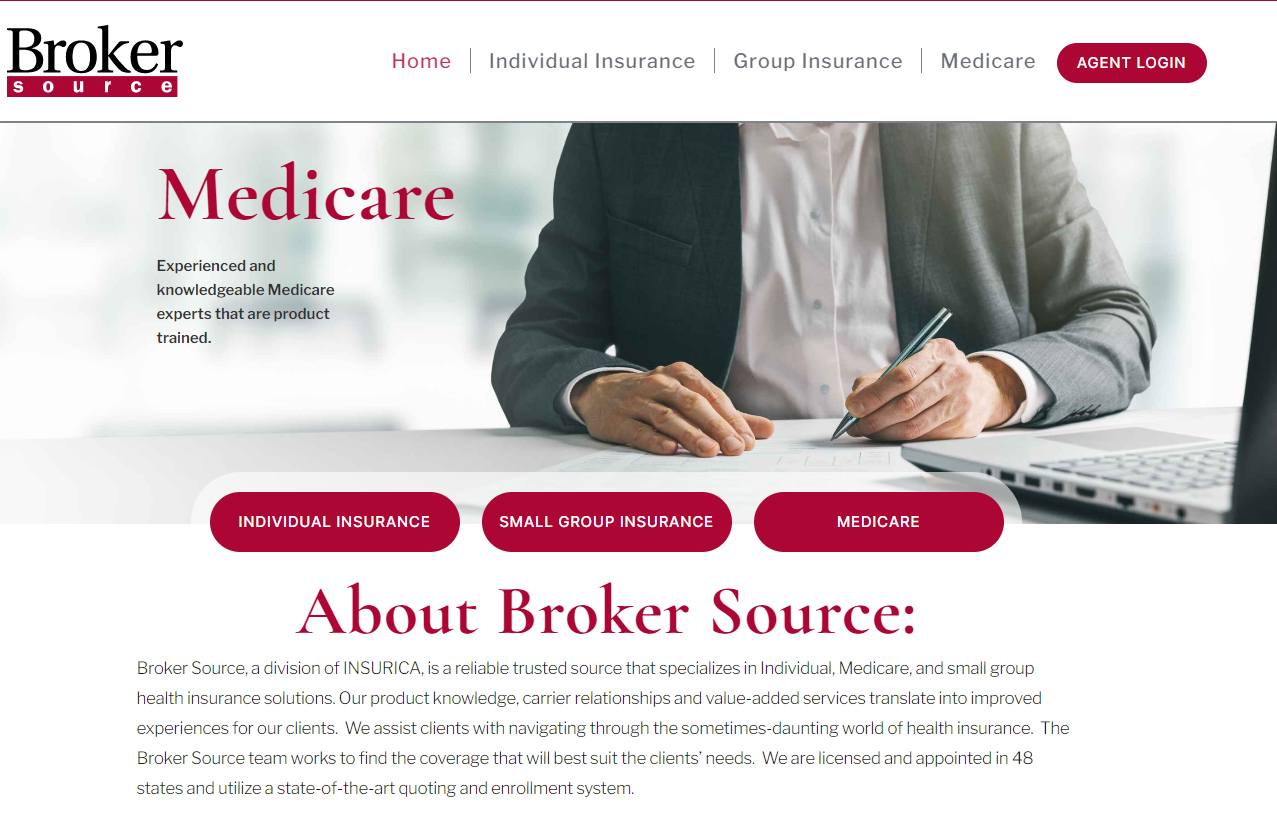 Broker
source
Home
Individual Insurance
Group Insurance
Medicare
AGENT LOGIN
Medicare
Experienced and
knowledgeable Medicare
experts that are product
trained.
INDIVIDUAL INSURANCE
SMALL GROUP INSURANCE
MEDICARE
About Broker Source:
Broker Source, a division of INSURICA, is a reliable trusted source that specializes in Individual, Medicare, and small group
health insurance solutions. Our product knowledge, carrier relationships and value-added services translate into improved
experiences for our clients.  We assist clients with navigating through the sometimes-daunting world of health insurance.  The
Broker Source team works to find the coverage that will best suit the clients’ needs.  We are licensed and appointed in 48
states and utilize a state-of-the-art quoting and enrollment system.